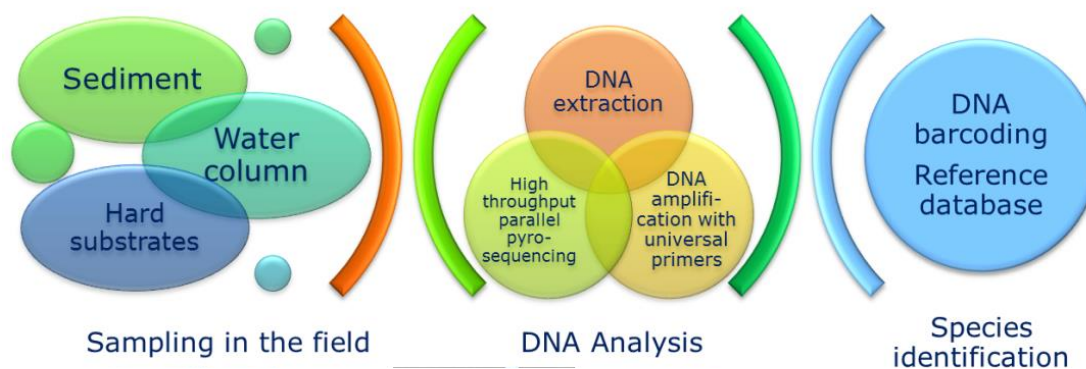 Sediment
Water
column
Hard
substrates
Sampling in the field
DNA
extraction
High
throughput
parallel
pyro-
sequencing
DNA
amplifi-
cation with
universal
primers
DNA Analysis
DNA
barcoding
Reference
database
Species
identification